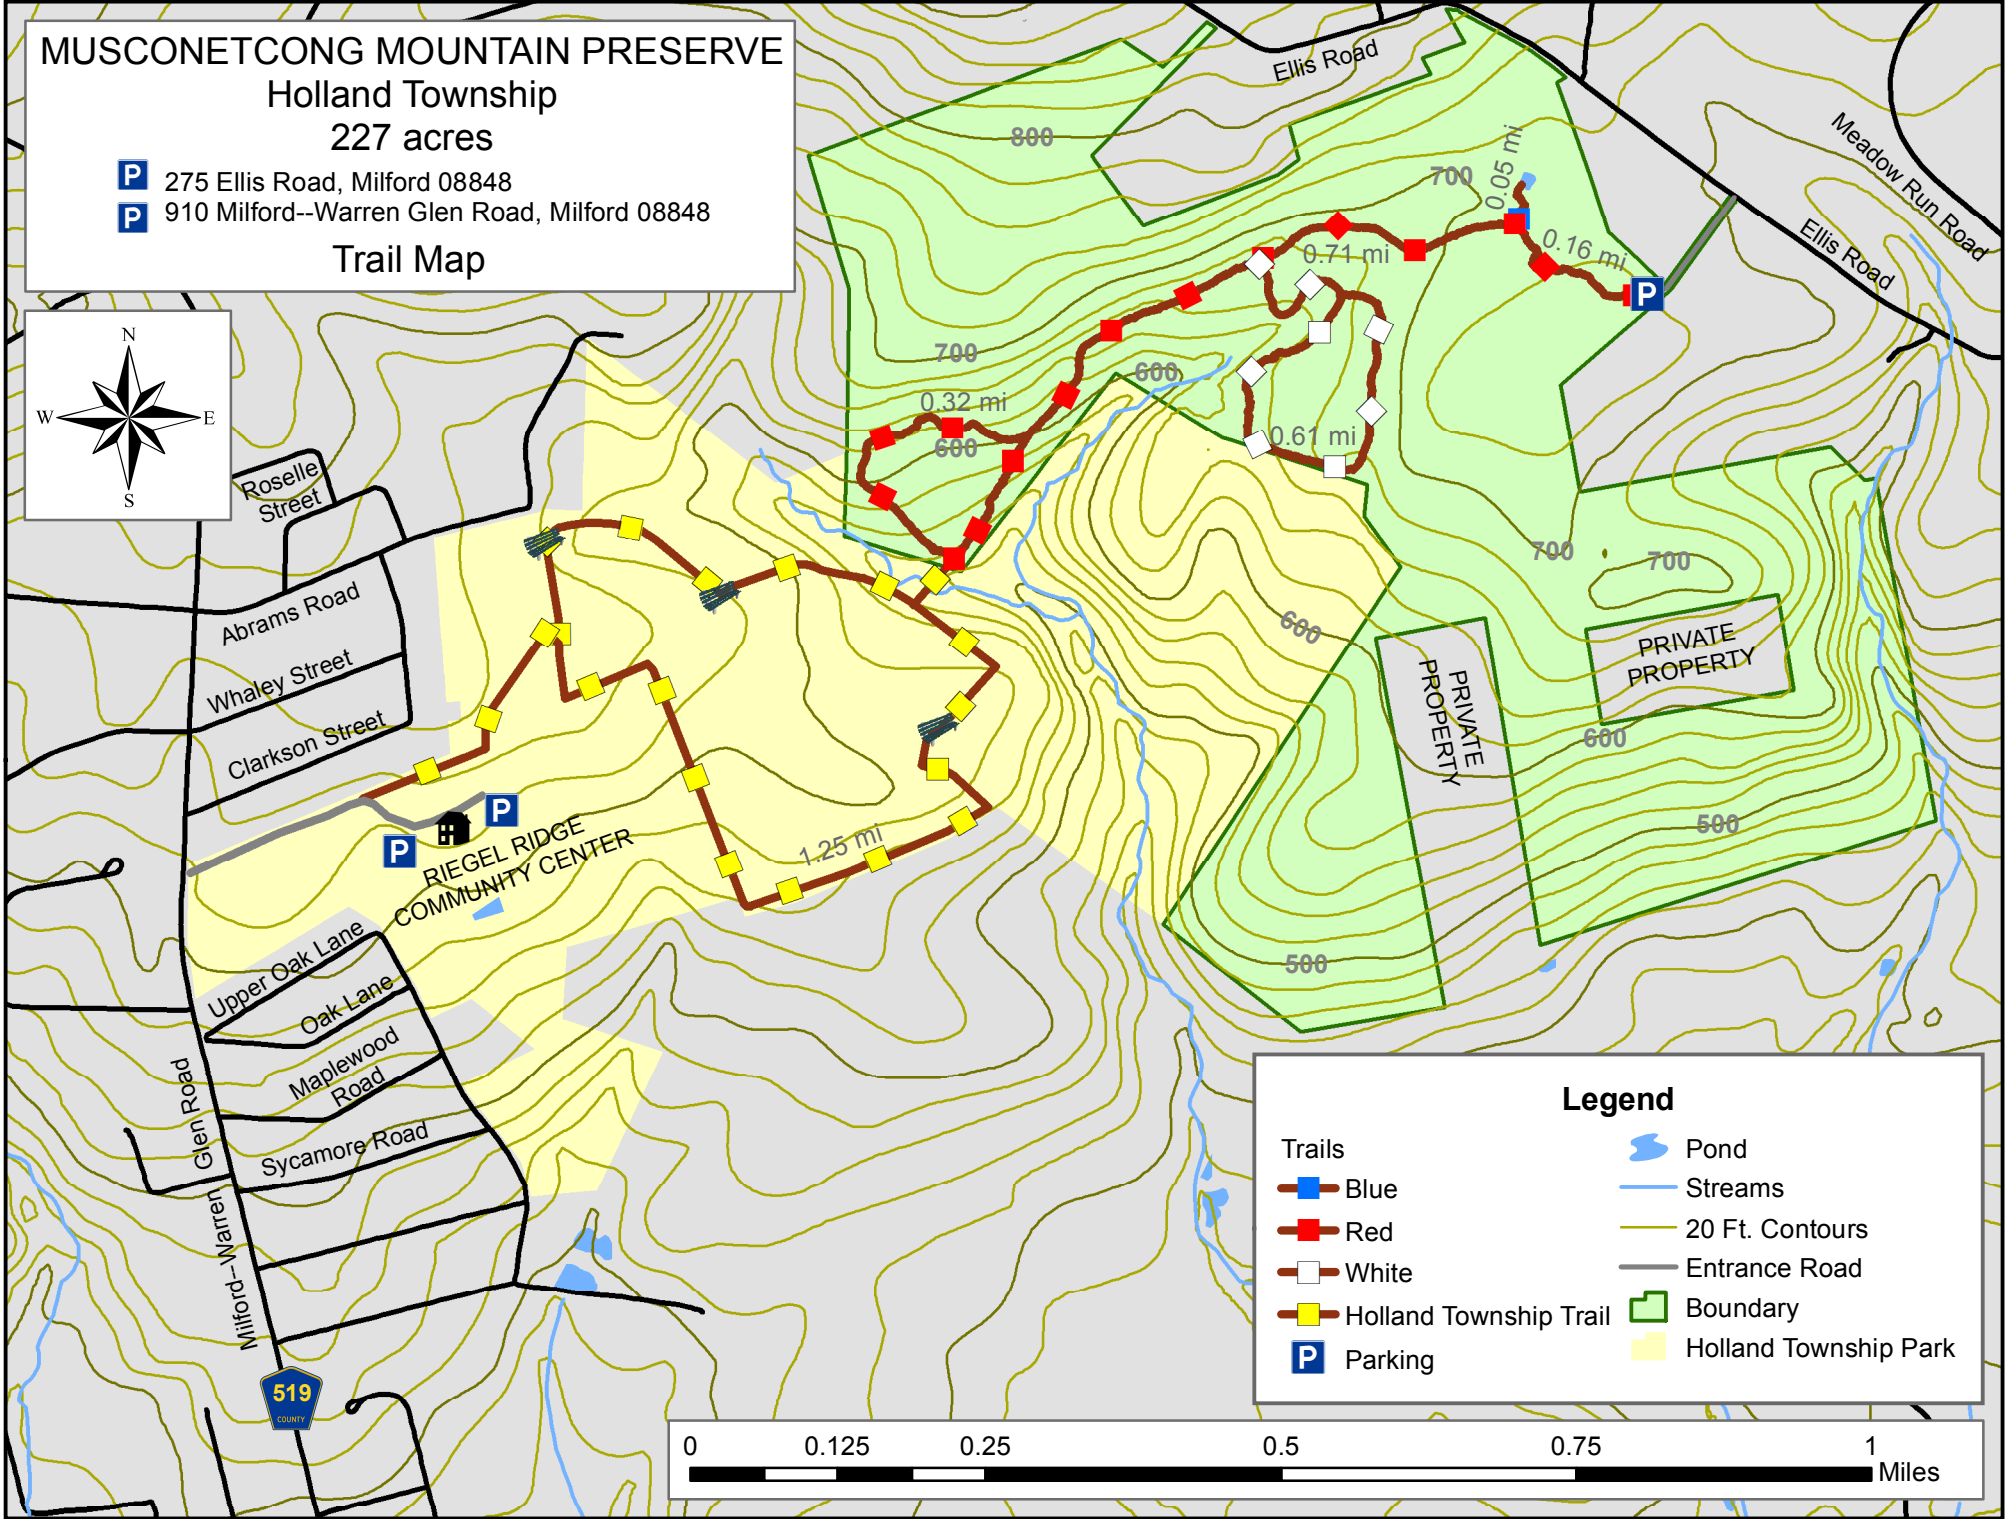 MUSCONETCONG MOUNTAIN PRESERVE
Holland Township
227 acres
P 275 Ellis Road, Milford 08848
P 910 Milford--Warren Glen Road, Milford 08848
Trail Map
N
W
E
S
Ellis Road
Meadow Run Road
Ellis Road
800
700
0.05 mi
0.16 mi
0.71 mi
P
700
600
0.32 mi
600
0.61 mi
700
700
600
PRIVATE
PROPERTY
PRIVATE
PROPERTY
600
500
500
Roselle
Street
Abrams Road
Whaley Street
Clarkson Street
P
P
RIEGEL RIDGE
COMMUNITY CENTER
1.25 mi
Upper Oak Lane
Oak Lane
Maplewood
Road
Sycamore Road
Milford--Warren Glen Road
519
COUNTY
Legend
Trails
Blue
Red
White
Holland Township Trail
P Parking
Pond
Streams
20 Ft. Contours
Entrance Road
Boundary
Holland Township Park
0 0.125 0.25 0.5 0.75 1
Miles